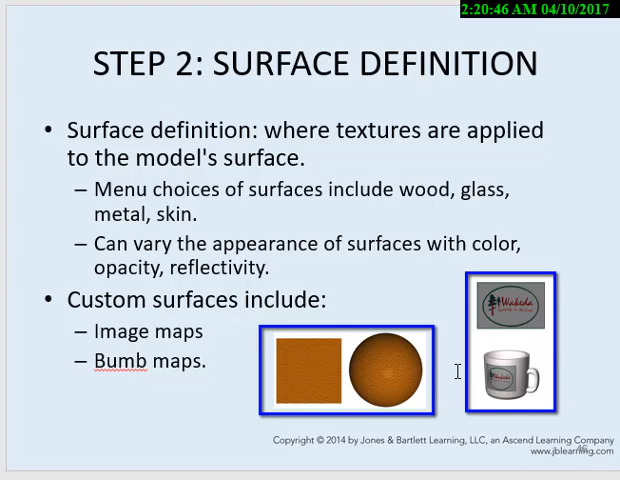 2:20:46 AM 04/10/2017
STEP 2: SURFACE DEFINITION
• Surface definition: where textures are applied
to the model's surface.
– Menu choices of surfaces include wood, glass,
metal, skin.
– Can vary the appearance of surfaces with color,
opacity, reflectivity.
• Custom surfaces include:
– Image maps
– Bumb maps.
Wakeda
Wakeda
Copyright © 2014 by Jones & Bartlett Learning, LLC, an Ascend Learning Company
www.jblearning.com
46